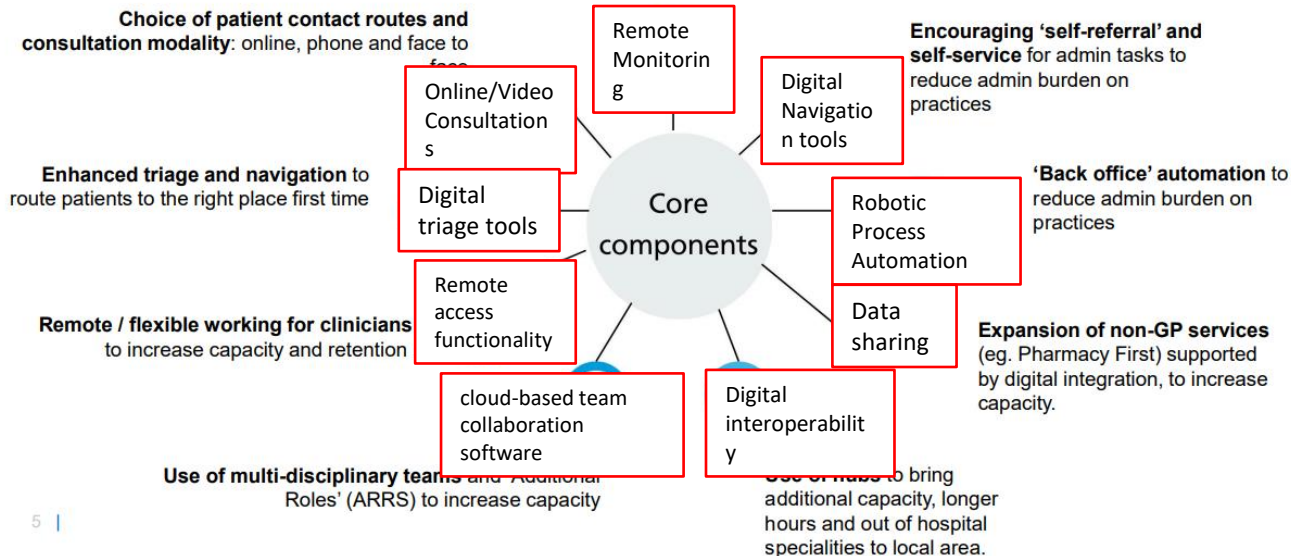 Choice of patient contact routes and
consultation modality: online, phone and face to
face
Remote
Monitorin
g
Encouraging ‘self-referral’ and
self-service for admin tasks to
reduce admin burden on
practices
Online/Video
Consultation
s
Digital
Navigatio
n tools
Enhanced triage and navigation to
route patients to the right place first time
Digital
triage tools
Core
components
Robotic
Process
Automation
‘Back office’ automation to
reduce admin burden on
practices
Remote / flexible working for clinicians
to increase capacity and retention
Remote
access
functionality
Data
sharing
Expansion of non-GP services
(eg. Pharmacy First) supported
by digital integration, to increase
capacity.
cloud-based team
collaboration
software
Digital
interoperabilit
y
Use of multi-disciplinary teams and ‘Additional
Roles’ (ARRS) to increase capacity
Use of hubs to bring
additional capacity, longer
hours and out of hospital
specialities to local area.
5 |